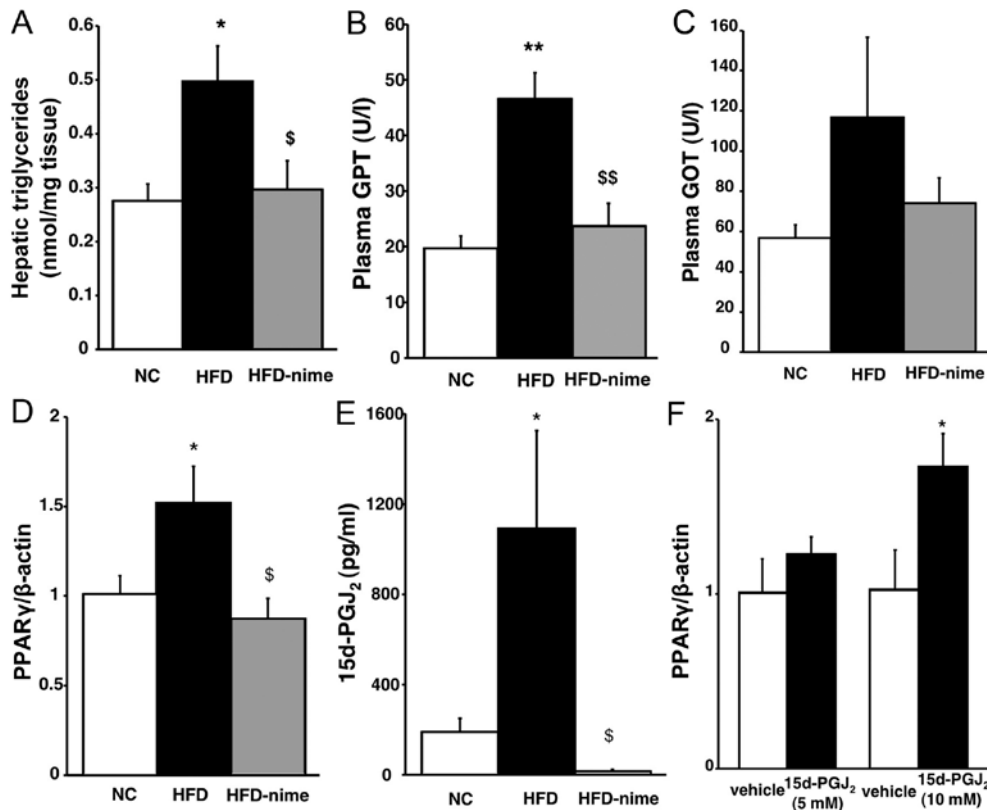 A
Hepatic triglycerides
(nmol/mg tissue)
0.6
0.5
0.4
0.3
0.2
0.1
0
*
$
NC HFD HFD-nime
B
Plasma GPT (U/l)
60
50
40
30
20
10
0
**
$$
NC HFD HFD-nime
C
Plasma GOT (U/l)
160
140
120
100
80
60
40
20
0
NC HFD HFD-nime
D
PPARγ/β-actin
2
1.5
1
0.5
0
*
$
NC HFD HFD-nime
E
15d-PGJ₂ (pg/ml)
1600
1200
800
400
0
*
$
NC HFD HFD-nime
F
PPARγ/β-actin
2
1
0
*
vehicle 15d-PGJ₂ vehicle 15d-PGJ₂
(5 mM) (10 mM)